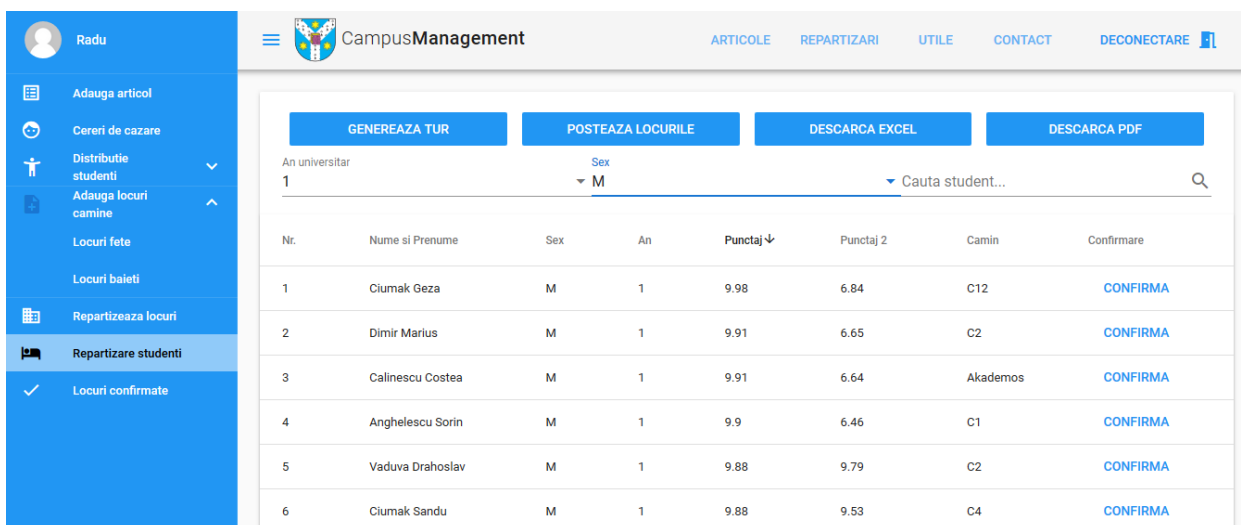 Radu
CampusManagement
ARTICOLE REPARTIZARI UTILE CONTACT DECONECTARE
Adauga articol
Cereri de cazare
Distributie
studenti
Adauga locuri
camine
Locuri fete
Locuri baieti
Repartizeaza locuri
Repartizare studenti
Locuri confirmate
GENEREAZA TUR POSTEAZA LOCURILE DESCARCA EXCEL DESCARCA PDF
An universitar Sex
1 M Cauta student...
Nr. Nume si Prenume Sex An Punctaj Punctaj 2 Camin Confirmare
1 Ciumak Geza M 1 9.98 6.84 C12 CONFIRMA
2 Dimir Marius M 1 9.91 6.65 C2 CONFIRMA
3 Calinescu Costea M 1 9.91 6.64 Akademos CONFIRMA
4 Anghelescu Sorin M 1 9.9 6.46 C1 CONFIRMA
5 Vaduva Drahoslav M 1 9.88 9.79 C2 CONFIRMA
6 Ciumak Sandu M 1 9.88 9.53 C4 CONFIRMA